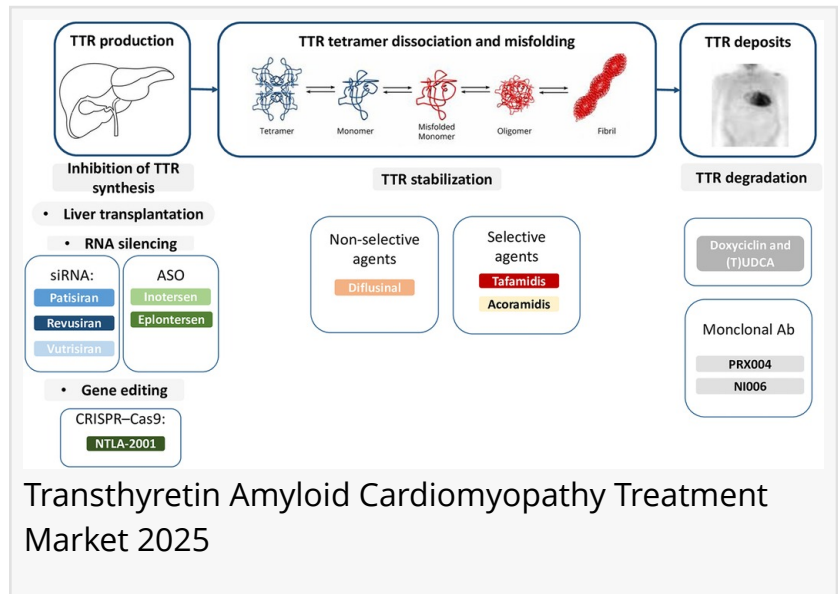 TTR production
TTR tetramer dissociation and misfolding
TTR deposits
Tetramer
Monomer
Misfolded
Monomer
Oligomer
Fibril
Inhibition of TTR
synthesis
• Liver transplantation
• RNA silencing
siRNA:
Patisiran
Revusiran
Vutrisiran
ASO
Inotersen
Eplontersen
• Gene editing
CRISPR–Cas9:
NTLA-2001
TTR stabilization
Non-selective
agents
Diflusinal
Selective
agents
Tafamidis
Acoramidis
TTR degradation
Doxyciclin and
(T)UDCA
Monclonal Ab
PRX004
NI006
Transthyretin Amyloid Cardiomyopathy Treatment
Market 2025